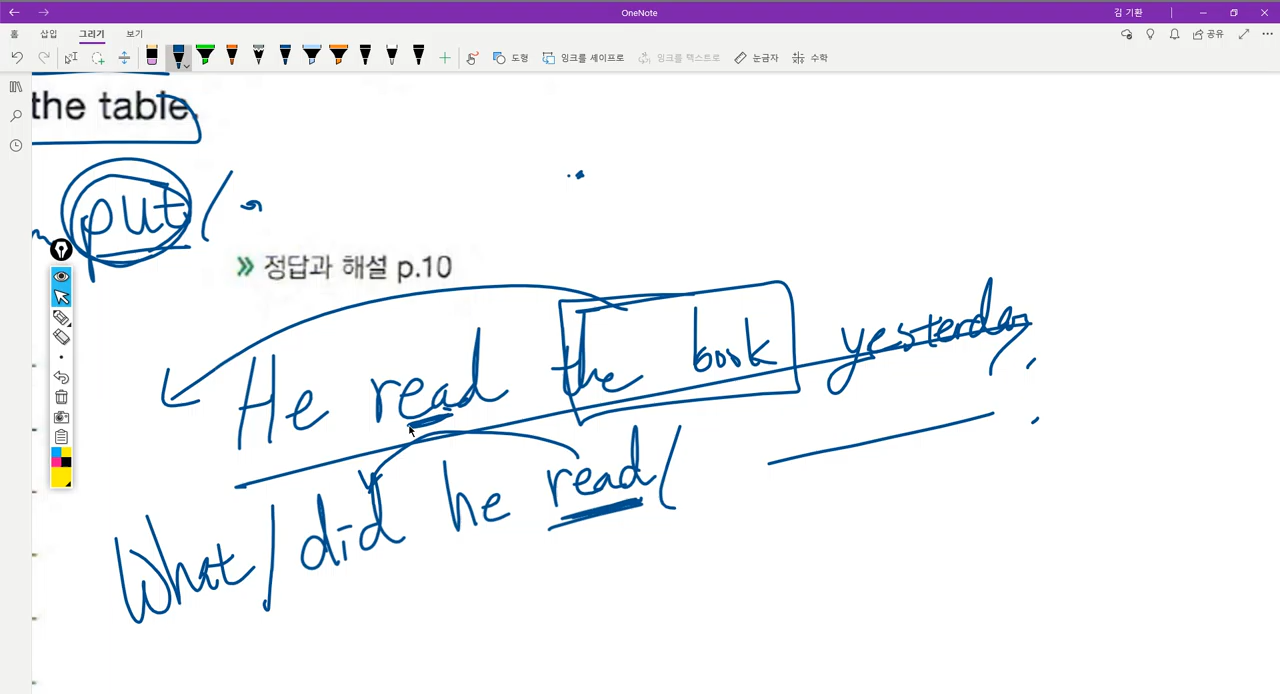 OneNote
김 기환
홈 삽입 그리기 보기
공유
도형 잉크를 셰이프로 잉크를 텍스트로 눈금자 수학
the table.
put /
» 정답과 해설 p.10
He read the book yesterday
What / did he read /